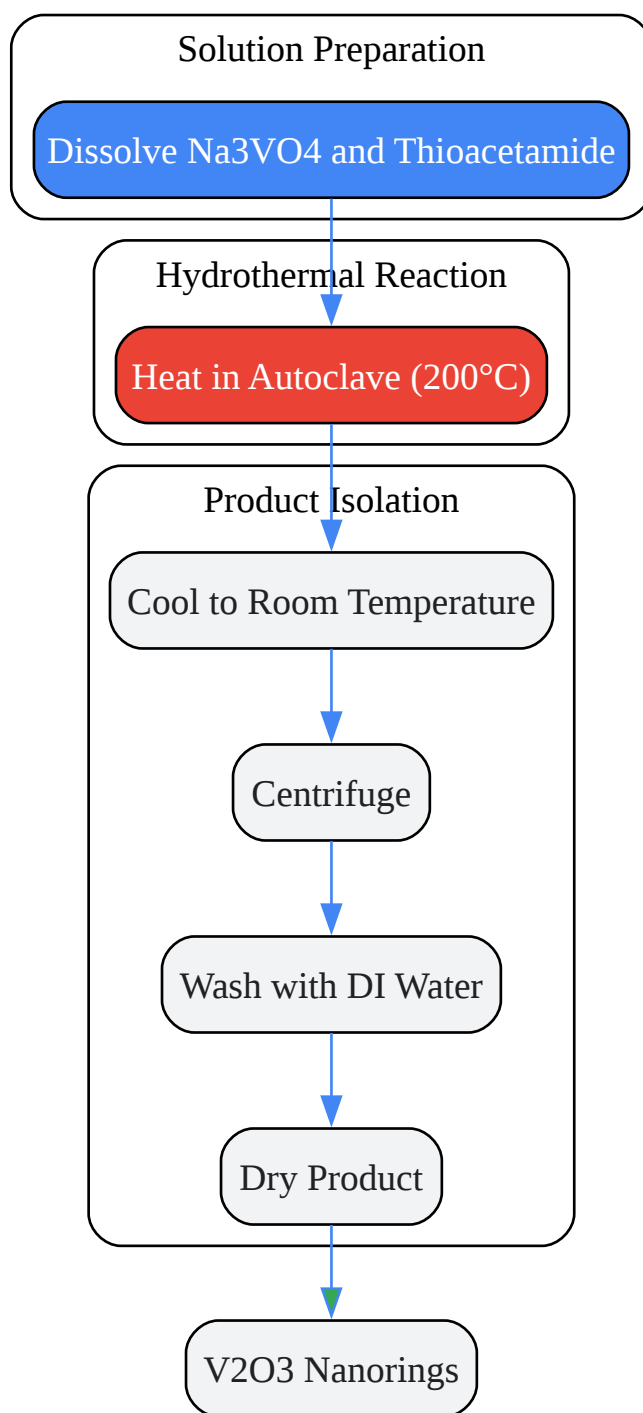 Solution Preparation
Dissolve Na3VO4 and Thioacetamide
Hydrothermal Reaction
Heat in Autoclave (200°C)
Product Isolation
Cool to Room Temperature
Centrifuge
Wash with DI Water
Dry Product
V2O3 Nanorings